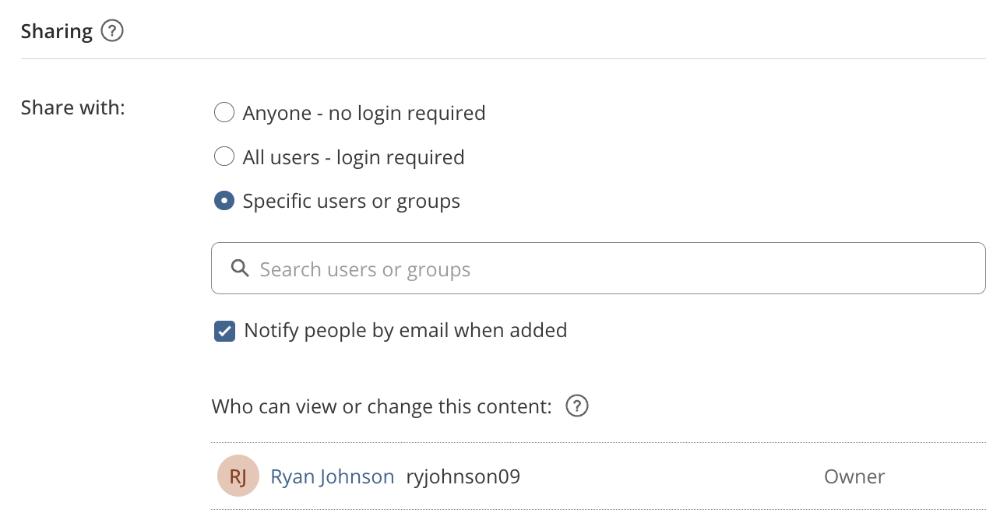 Sharing ?
Share with:
Anyone - no login required
All users - login required
Specific users or groups
Search users or groups
Notify people by email when added
Who can view or change this content: ?
RJ Ryan Johnson ryjohnson09 Owner